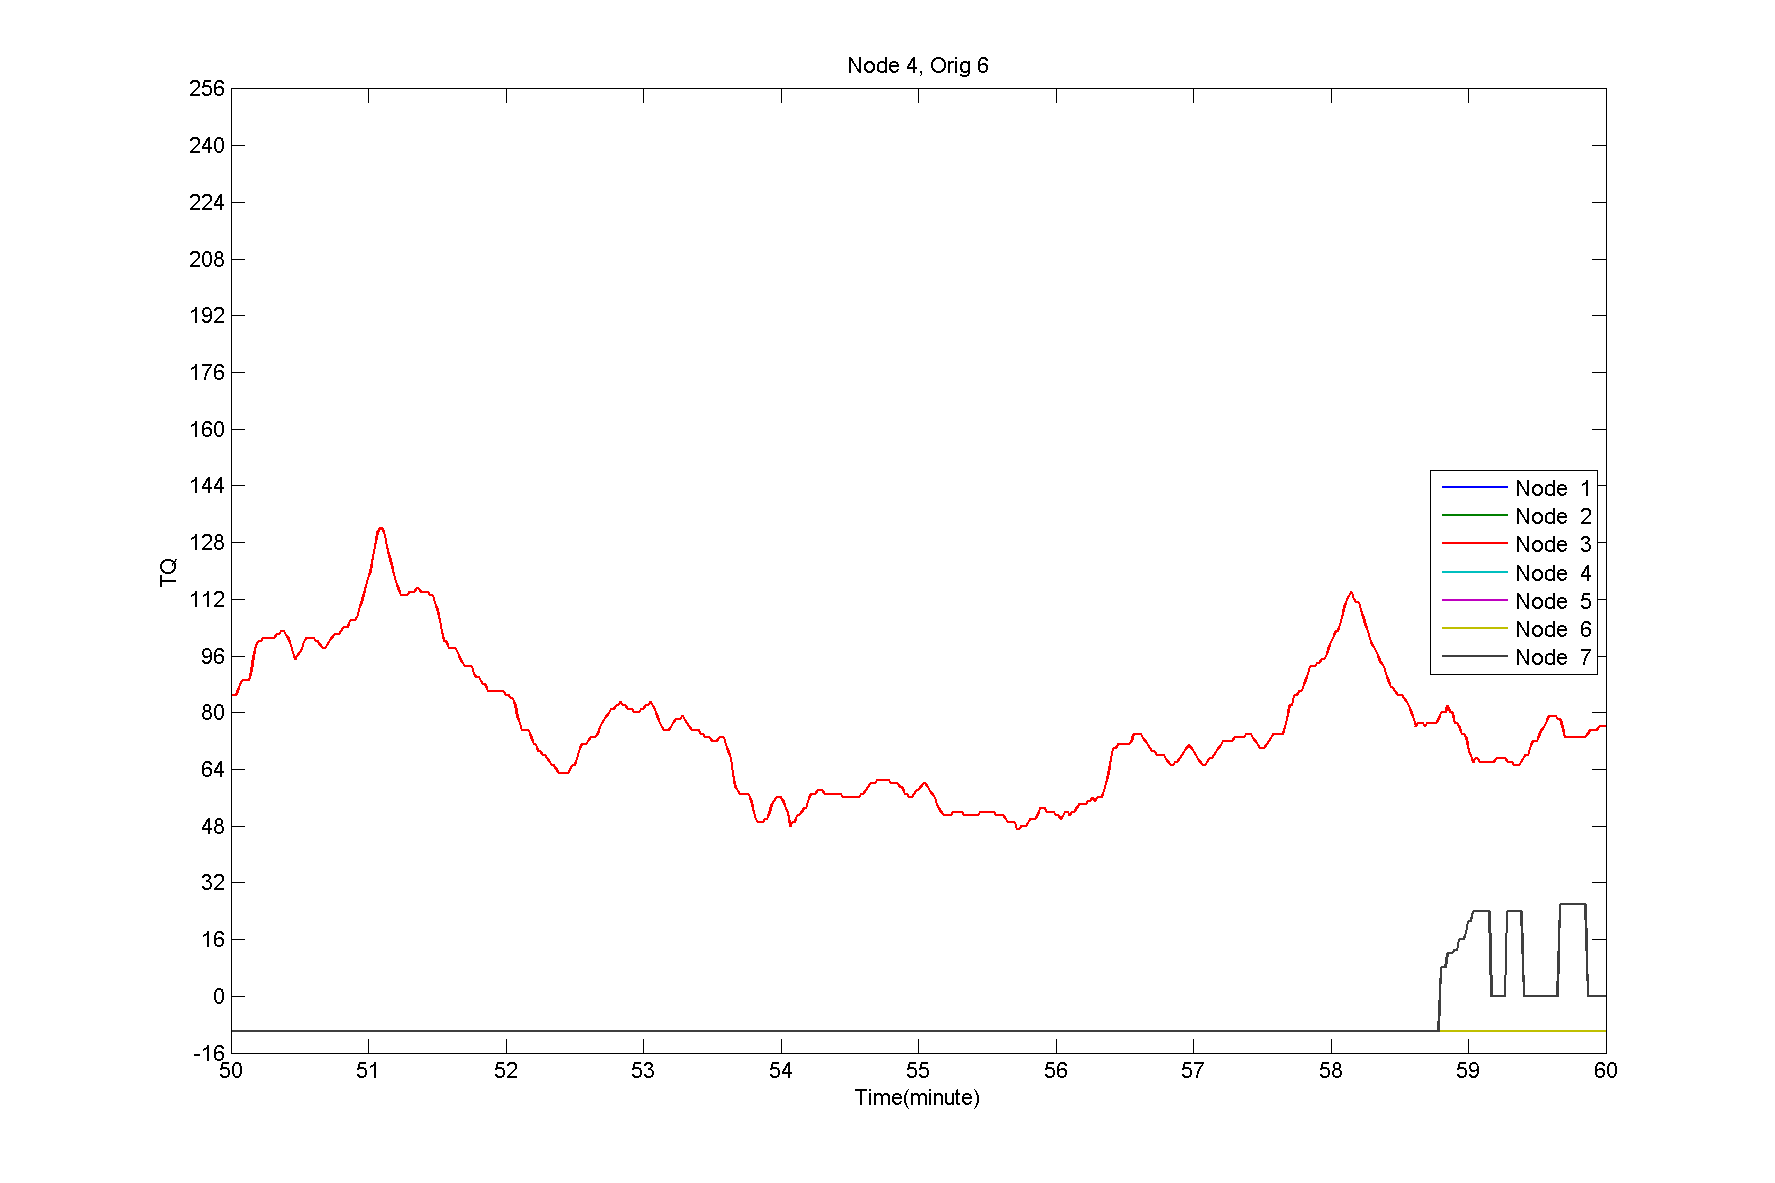 Node 4, Orig 6
256
240
224
208
192
176
160
144
128
112
96
80
64
48
32
16
0
-16
TQ
Node 1
Node 2
Node 3
Node 4
Node 5
Node 6
Node 7
50 51 52 53 54 55 56 57 58 59 60
Time(minute)